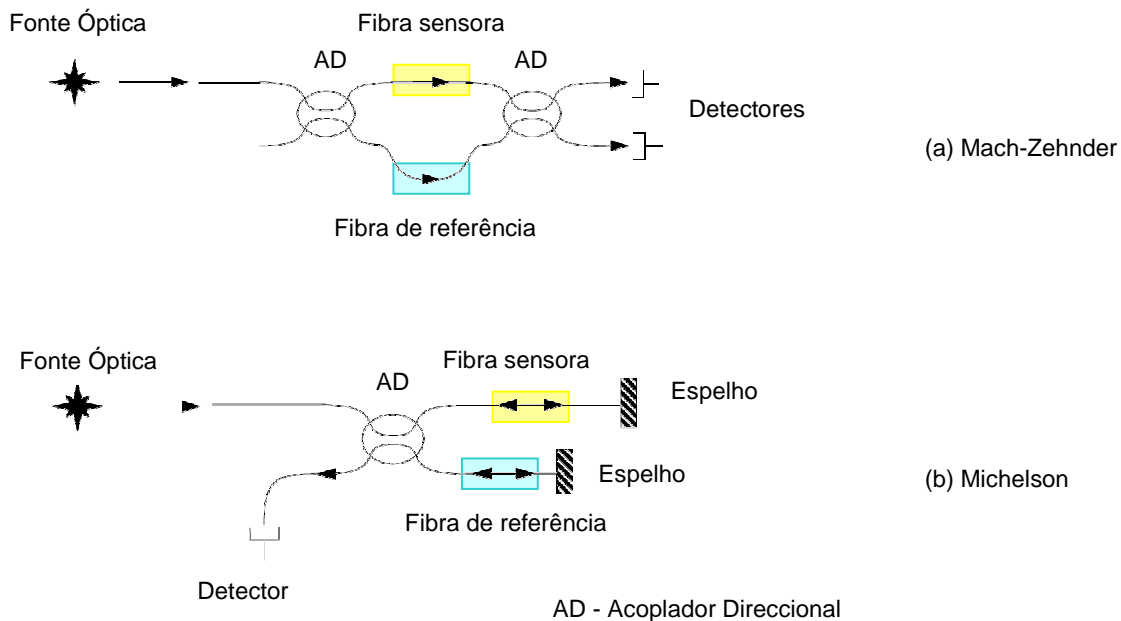 Fonte Óptica
Fibra sensora
AD
AD
Detectores
(a) Mach-Zehnder
Fibra de referência
Fonte Óptica
Fibra sensora
AD
Espelho
Espelho
(b) Michelson
Fibra de referência
Detector
AD - Acoplador Direccional